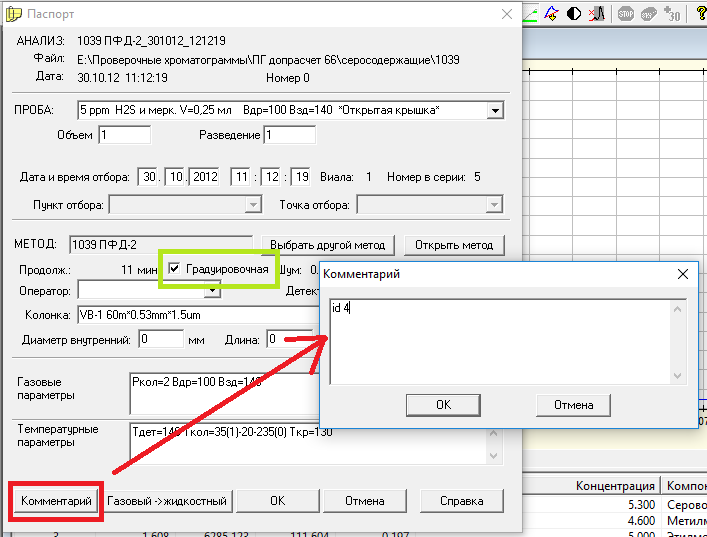 Паспорт
АНАЛИЗ: 1039 ПФД-2_301012_121219
Файл: E:\Проверочные хроматограммы\ПГ допрасчет 66\серосодержащие\1039
Дата: 30.10.12 11:12:19 Номер 0
ПРОБА: 5 ppm H2S и мерк. V=0,25 мл Вдр=100 Взд=140 *Открытая крышка*
Объем 1 Разведение 1
Дата и время отбора: 30 . 10 . 2012 11 : 12 : 19 Виала: 1 Номер в серии: 5
Пункт отбора: Точка отбора:
МЕТОД: 1039 ПФД-2 Выбрать другой метод Открыть метод
Продолж.: 11 мин Градуировочная Шум: 0.
Оператор: Детект
Колонка: VB-1 60m*0.53mm*1.5um
Диаметр внутренний: 0 мм Длина: 0
Газовые параметры
Pкол=2 Вдр=100 Взд=140
Температурные параметры
Тдет=140 Ткол=35(1)-20-235(0) Ткр=130
Комментарий Газовый ->жидкостный OK Отмена Справка
Комментарий
id 4
OK Отмена
STOP +30
Концентрация Компон
5.300 Серово
4.600 Метилм
3 1.608 6285.123 111.604 0.197 5.000 Этилме